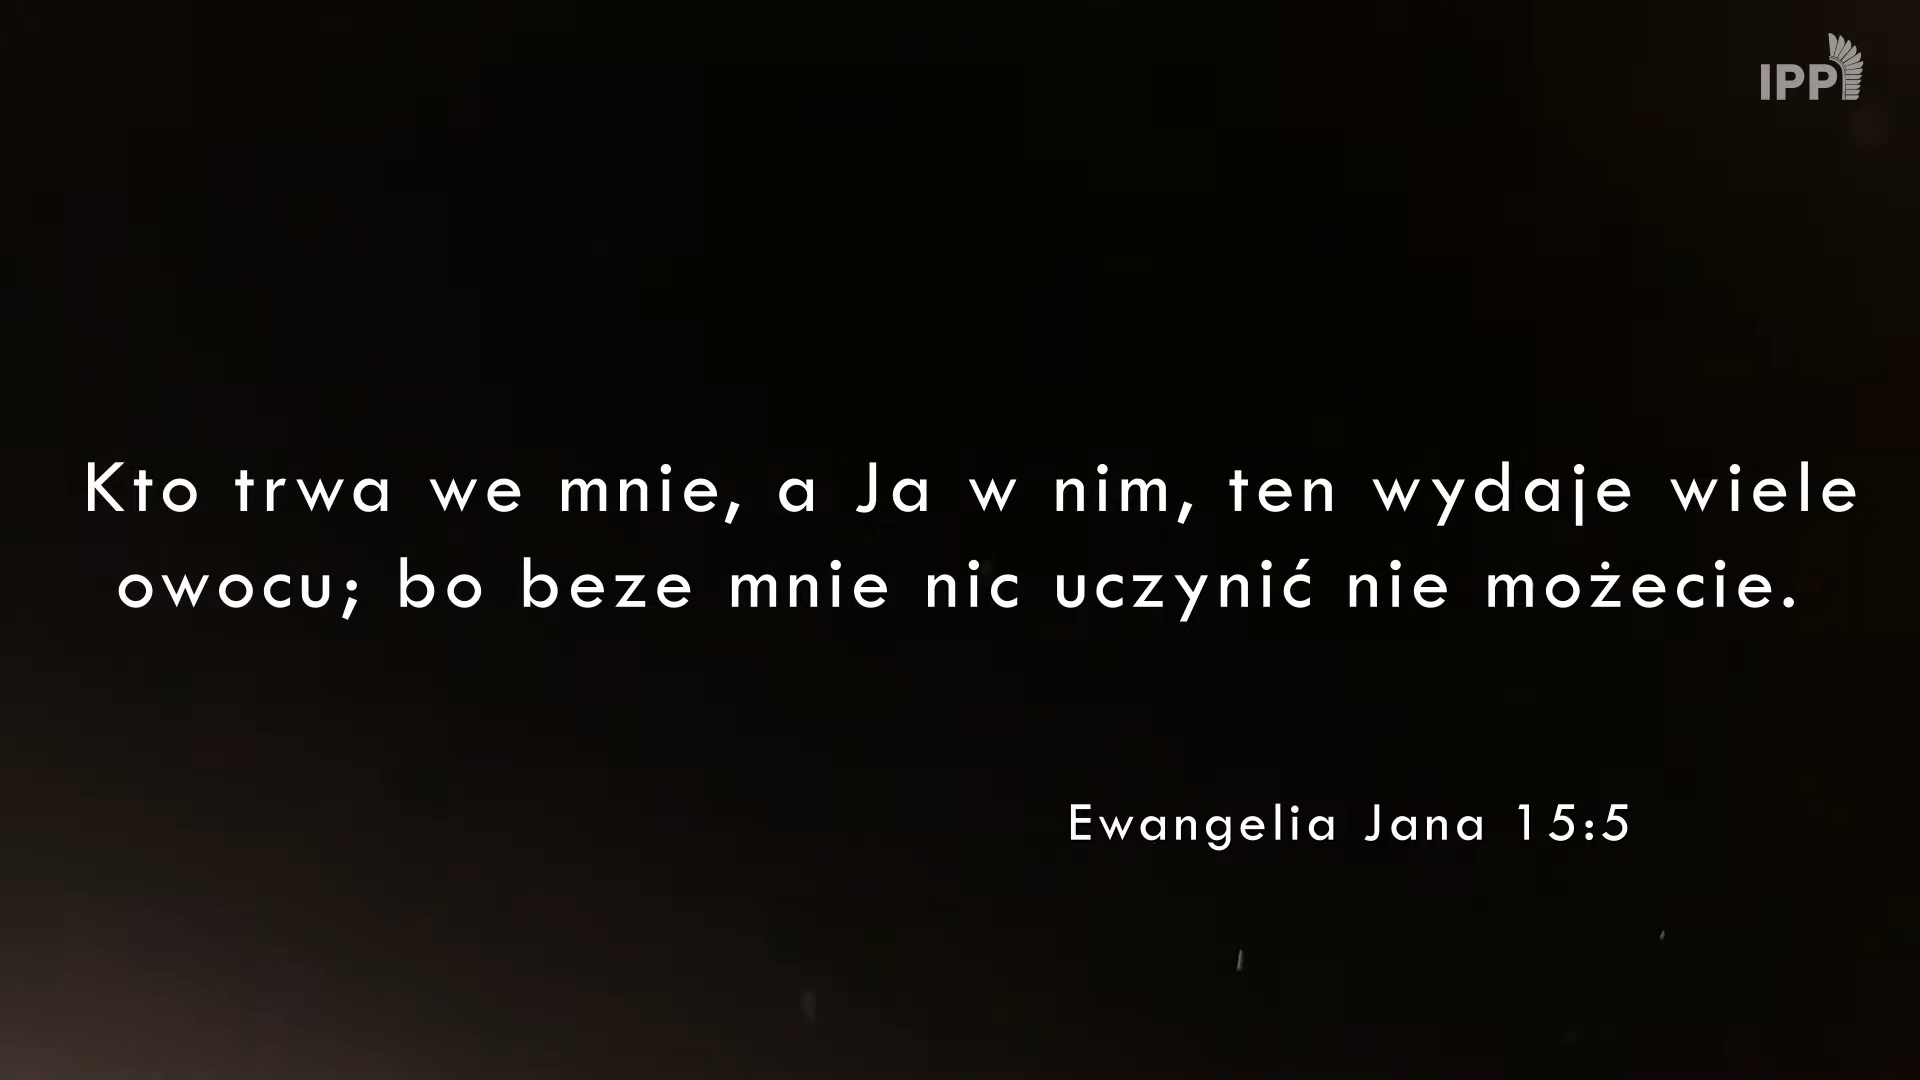 IPP
Kto trwa we mnie, a Ja w nim, ten wydaje wiele
owocu; bo beze mnie nic uczynić nie możecie.
Ewangelia Jana 15:5